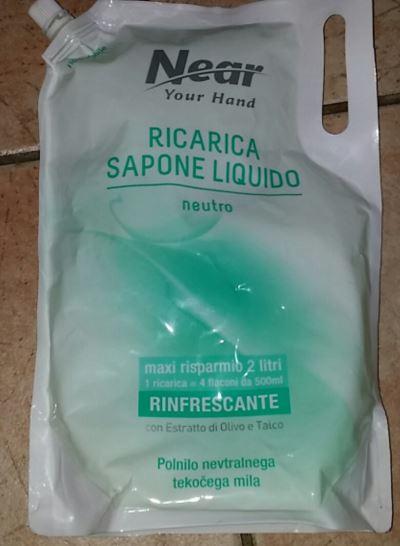 Near
Your Hand
RICARICA
SAPONE LIQUIDO
neutro
maxi risparmio 2 litri
1 ricarica = 4 flaconi da 500ml
RINFRESCANTE
con Estratto di Olivo e Talco
Polnilo nevtralnega
tekočega mila